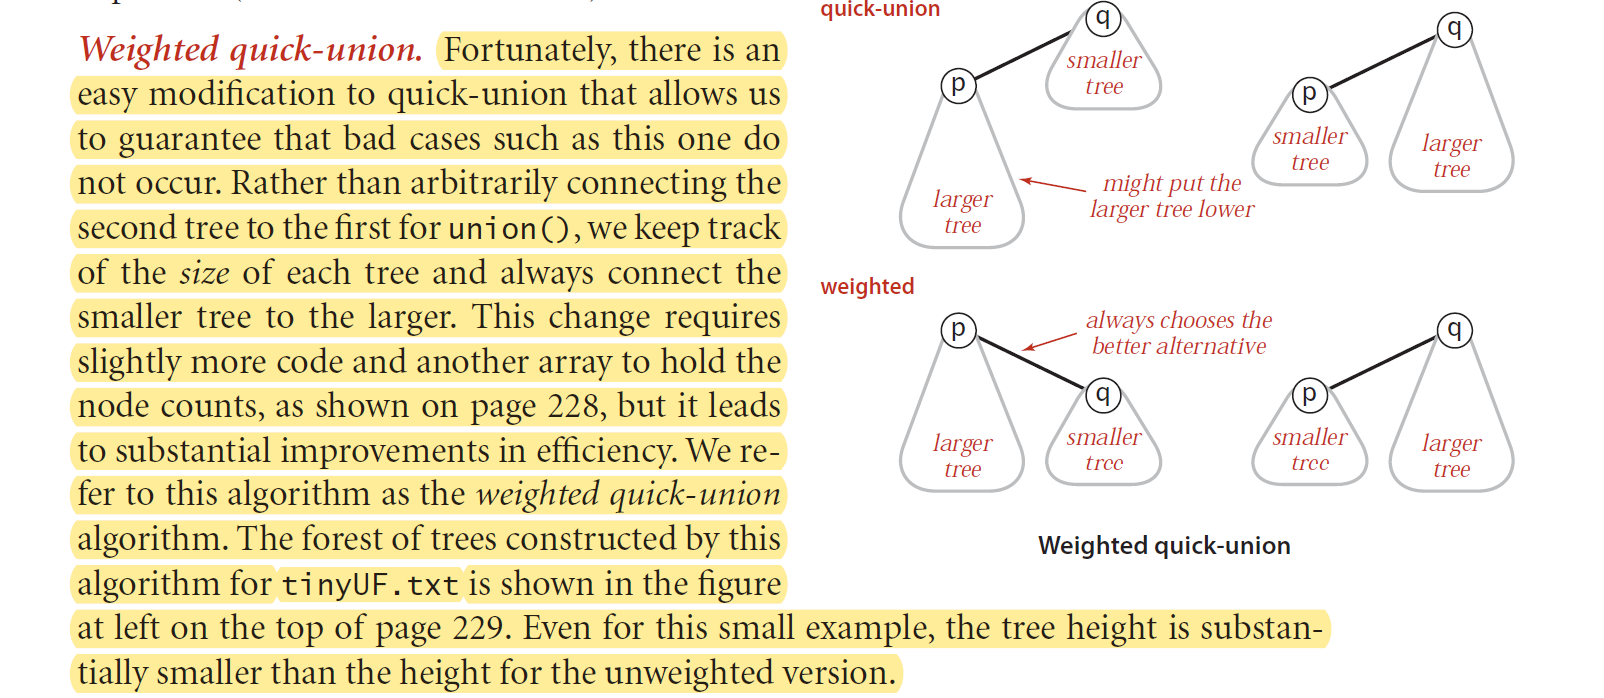 Weighted quick-union. Fortunately, there is an
easy modification to quick-union that allows us
to guarantee that bad cases such as this one do
not occur. Rather than arbitrarily connecting the
second tree to the first for union(), we keep track
of the size of each tree and always connect the
smaller tree to the larger. This change requires
slightly more code and another array to hold the
node counts, as shown on page 228, but it leads
to substantial improvements in efficiency. We re-
fer to this algorithm as the weighted quick-union
algorithm. The forest of trees constructed by this
algorithm for tinyUF.txt is shown in the figure
at left on the top of page 229. Even for this small example, the tree height is substan-
tially smaller than the height for the unweighted version.
quick-union
q
smaller
tree
p
larger
tree
might put the
larger tree lower
q
p
smaller
tree
larger
tree
weighted
p
always chooses the
better alternative
q
larger
tree
smaller
tree
q
p
smaller
tree
larger
tree
Weighted quick-union